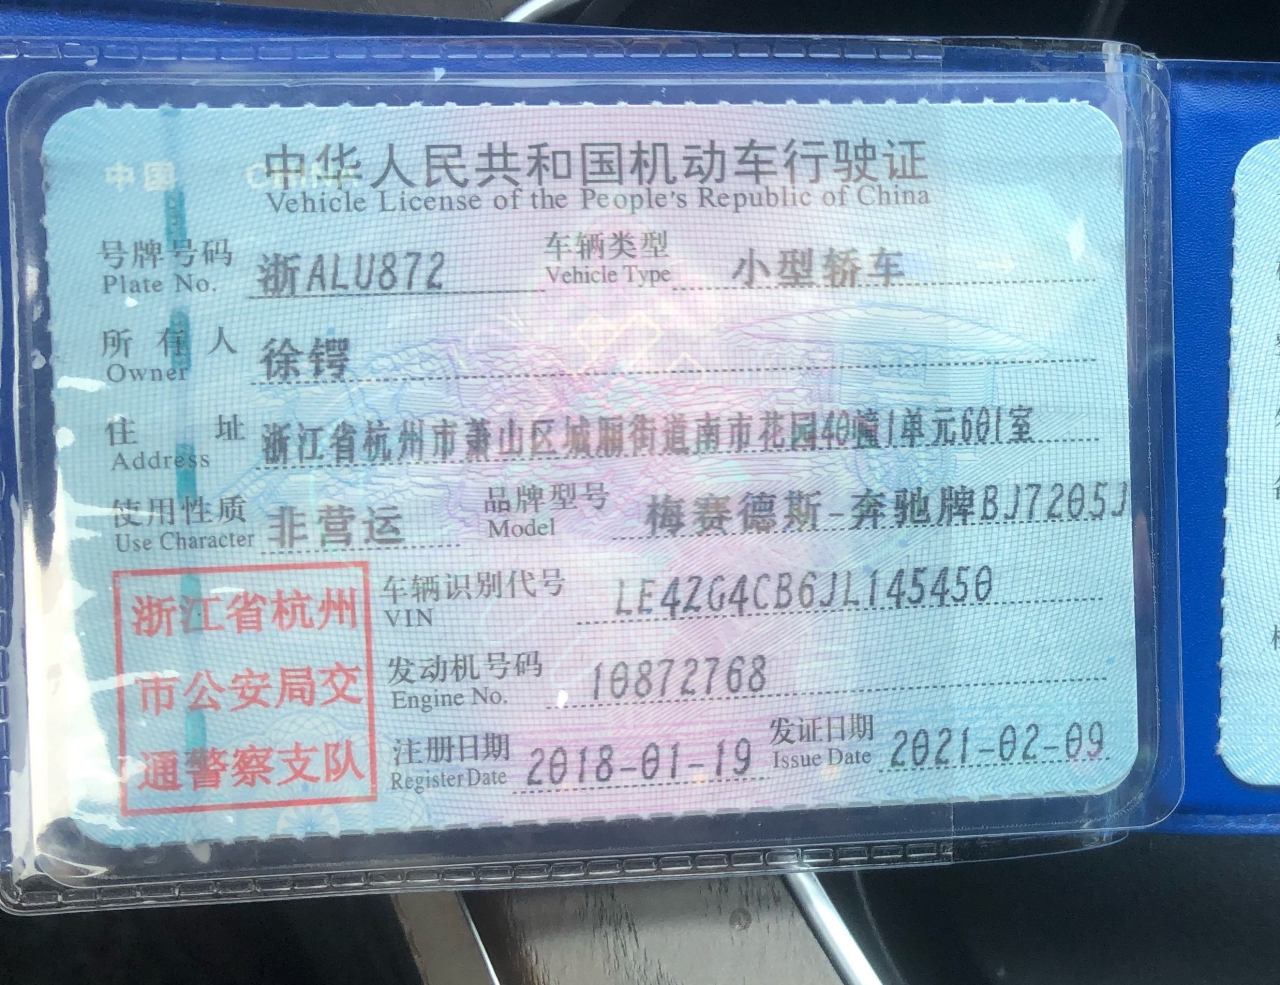 中国 CHINA
中华人民共和国机动车行驶证
Vehicle License of the People's Republic of China
号牌号码 浙ALU872 车辆类型 小型轿车
Plate No. Vehicle Type
所有人 徐锷
Owner
住址 浙江省杭州市萧山区城厢街道南市花园40幢1单元601室
Address
使用性质 非营运 品牌型号 梅赛德斯-奔驰牌BJ7205J
Use Character Model
浙江省杭州
市公安局交
通警察支队
车辆识别代号 LE42G4CB6JL145450
VIN
发动机号码 10872768
Engine No.
注册日期 2018-01-19 发证日期 2021-02-09
Register Date Issue Date